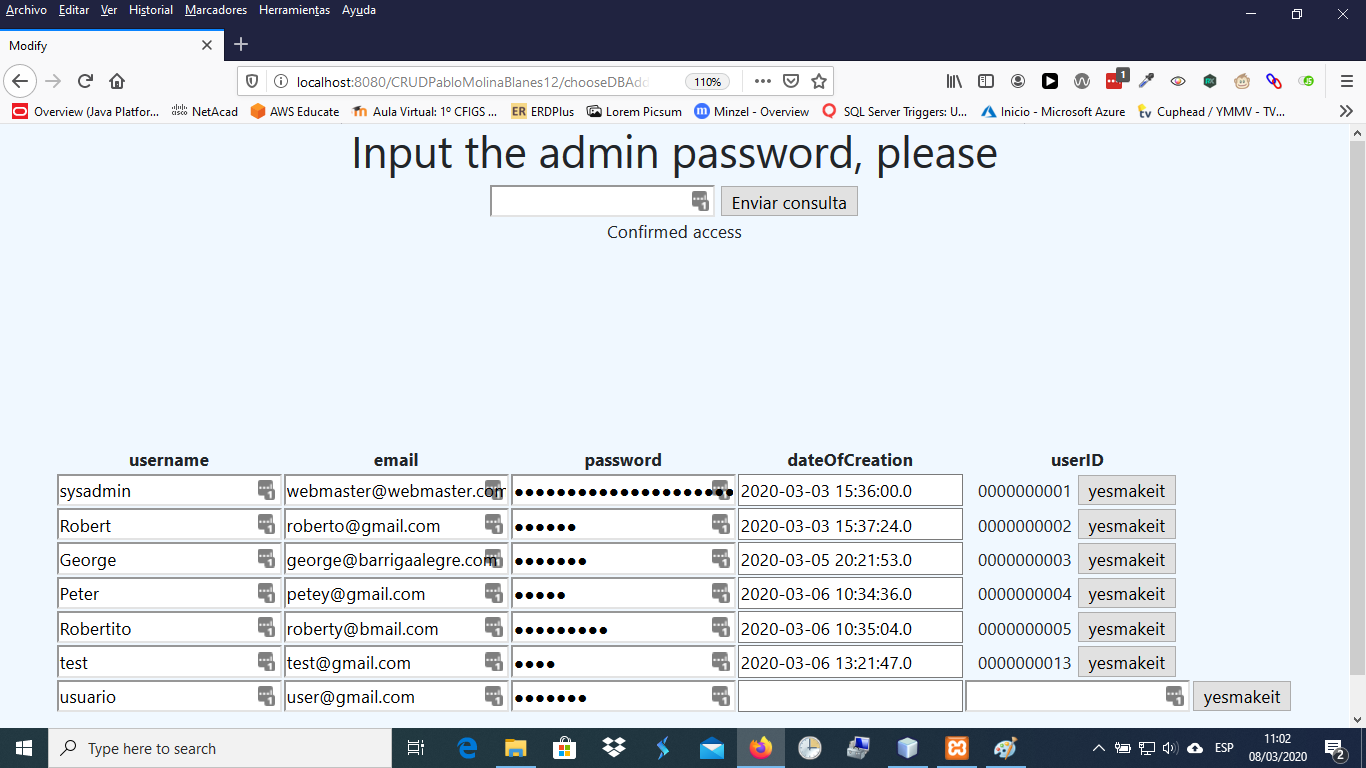 Archivo Editar Ver Historial Marcadores Herramientas Ayuda
Modify
localhost:8080/CRUDPabloMolinaBlanes12/chooseDBAdd 110% 1
Overview (Java Platfor... NetAcad AWS Educate Aula Virtual: 1º CFIGS ... ER ERDPlus Lorem Picsum Minzel - Overview SQL Server Triggers: U... Inicio - Microsoft Azure Cuphead / YMMV - TV...
Input the admin password, please
Enviar consulta
Confirmed access
username email password dateOfCreation userID
sysadmin webmaster@webmaster.com 2020-03-03 15:36:00.0 0000000001 yesmakeit
Robert roberto@gmail.com 2020-03-03 15:37:24.0 0000000002 yesmakeit
George george@barrigaalegre.com 2020-03-05 20:21:53.0 0000000003 yesmakeit
Peter petey@gmail.com 2020-03-06 10:34:36.0 0000000004 yesmakeit
Robertito roberty@bmail.com 2020-03-06 10:35:04.0 0000000005 yesmakeit
test test@gmail.com 2020-03-06 13:21:47.0 0000000013 yesmakeit
usuario user@gmail.com yesmakeit
Type here to search ESP 11:02
08/03/2020 2